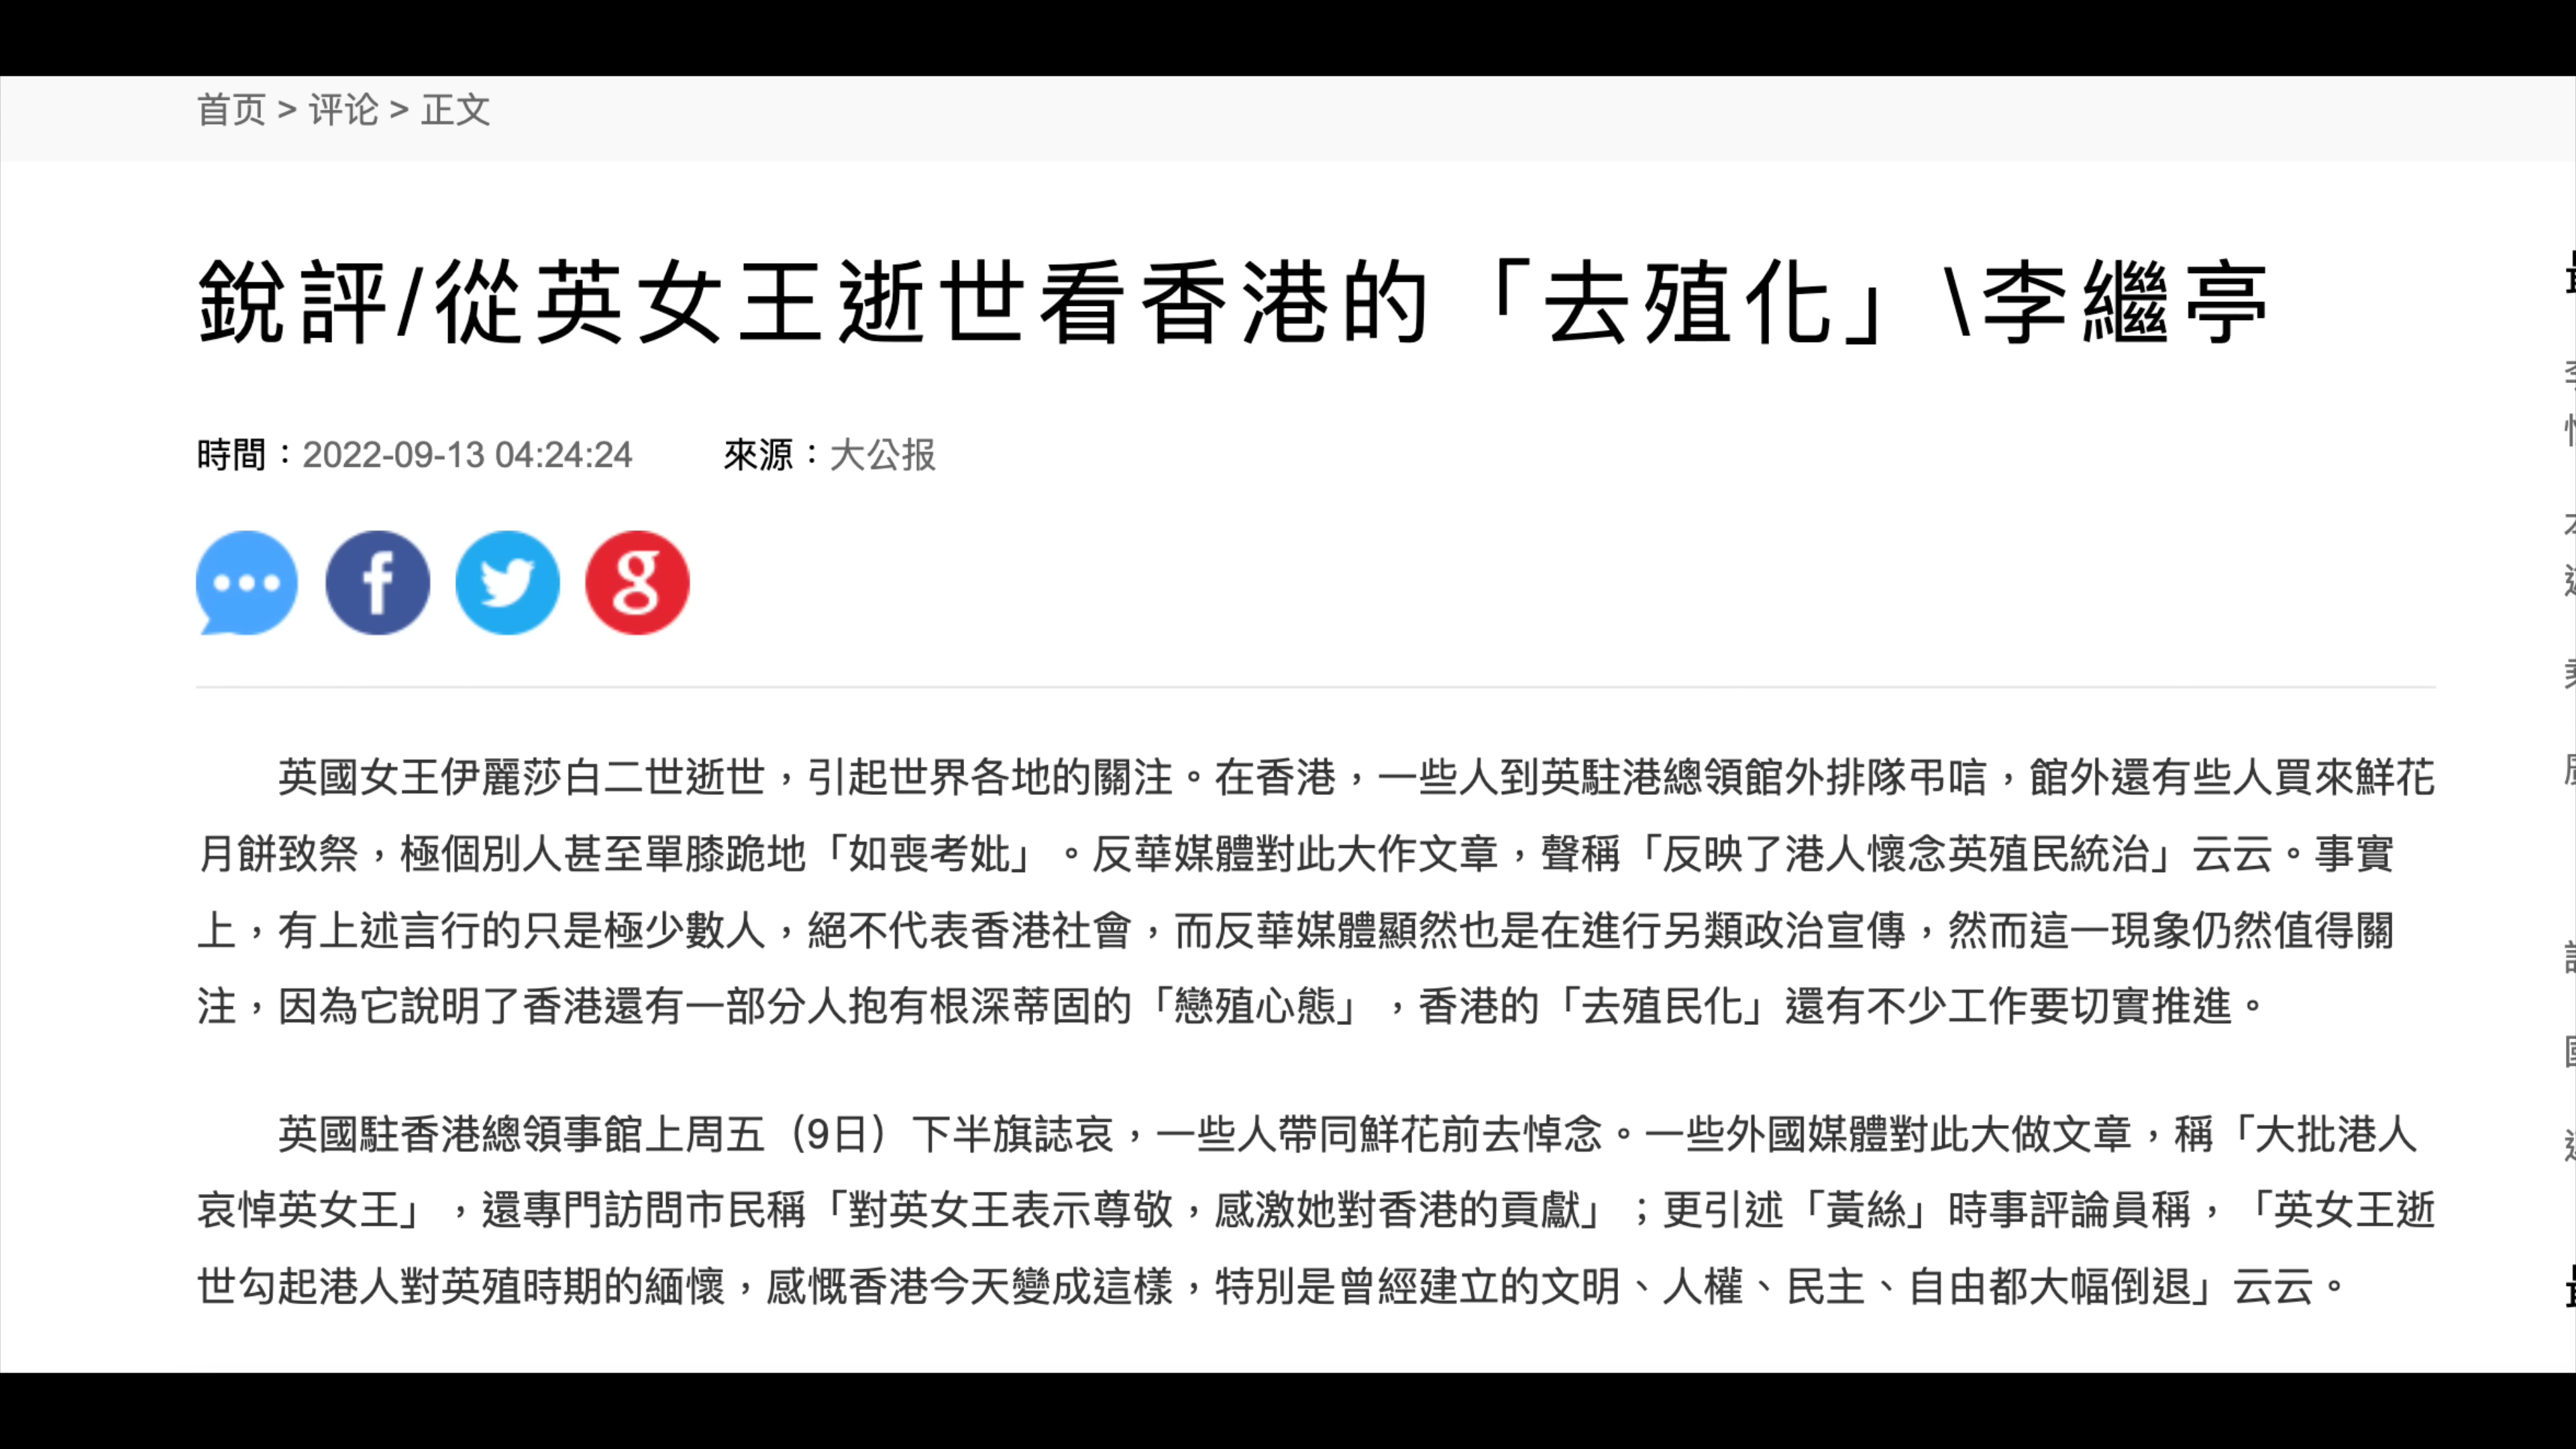 首页 > 评论 > 正文
銳評/從英女王逝世看香港的「去殖化」\李繼亭
時間：2022-09-13 04:24:24 來源：大公报
英國女王伊麗莎白二世逝世，引起世界各地的關注。在香港，一些人到英駐港總領館外排隊弔唁，館外還有些人買來鮮花
月餅致祭，極個別人甚至單膝跪地「如喪考妣」。反華媒體對此大作文章，聲稱「反映了港人懷念英殖民統治」云云。事實
上，有上述言行的只是極少數人，絕不代表香港社會，而反華媒體顯然也是在進行另類政治宣傳，然而這一現象仍然值得關
注，因為它說明了香港還有一部分人抱有根深蒂固的「戀殖心態」，香港的「去殖民化」還有不少工作要切實推進。
英國駐香港總領事館上周五（9日）下半旗誌哀，一些人帶同鮮花前去悼念。一些外國媒體對此大做文章，稱「大批港人
哀悼英女王」，還專門訪問市民稱「對英女王表示尊敬，感激她對香港的貢獻」；更引述「黃絲」時事評論員稱，「英女王逝
世勾起港人對英殖時期的緬懷，感慨香港今天變成這樣，特別是曾經建立的文明、人權、民主、自由都大幅倒退」云云。